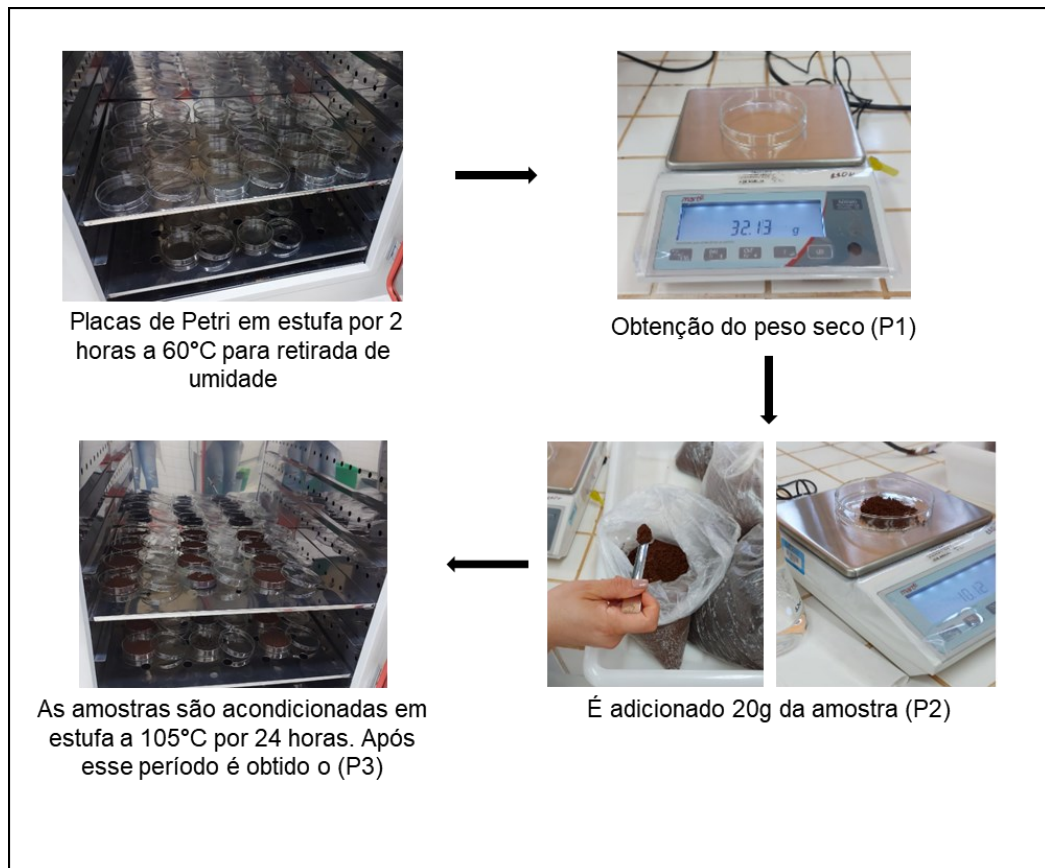 32.13 g
Placas de Petri em estufa por 2
horas a 60°C para retirada de
umidade
Obtenção do peso seco (P1)
10.12
É adicionado 20g da amostra (P2)
As amostras são acondicionadas em
estufa a 105°C por 24 horas. Após
esse período é obtido o (P3)